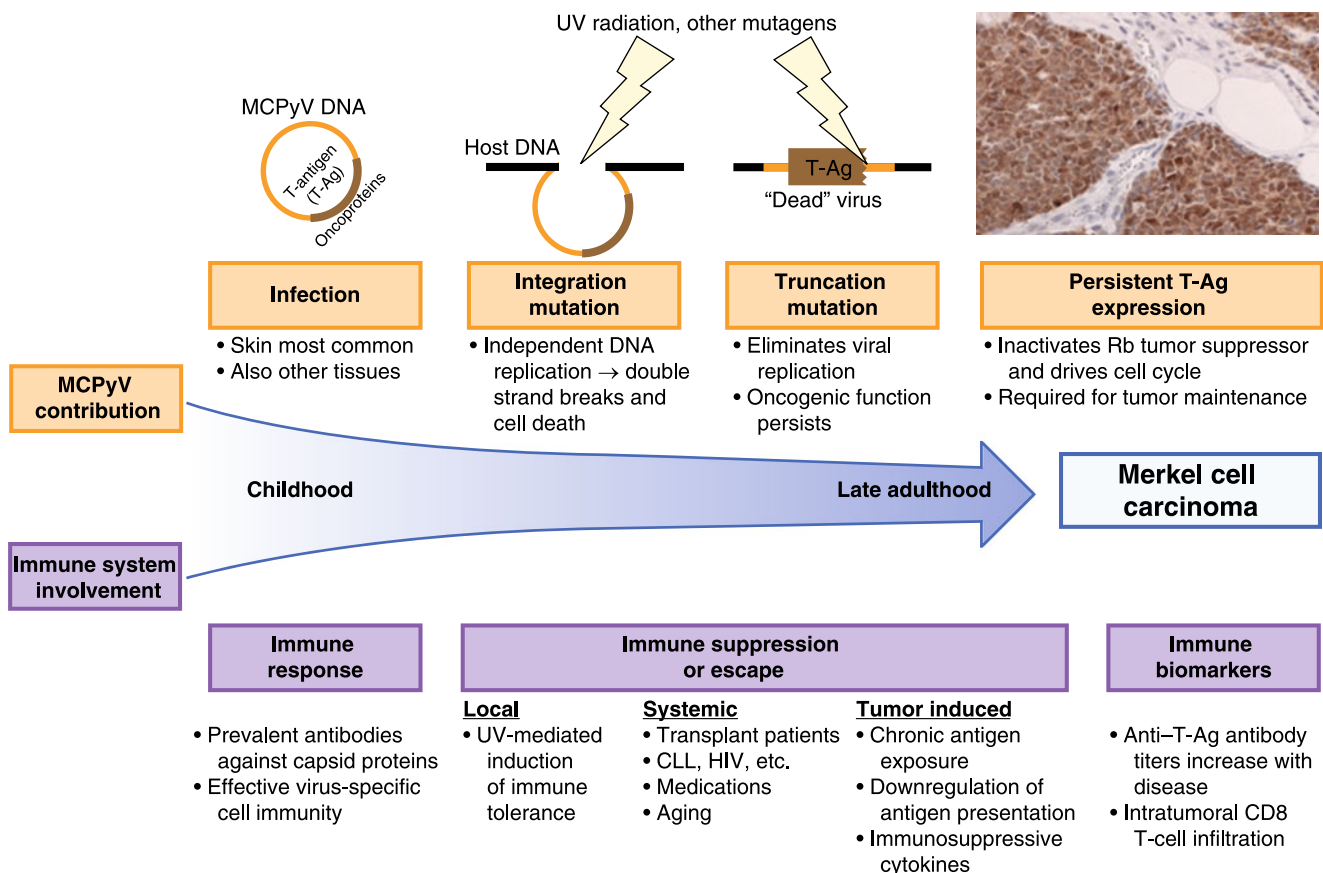 UV radiation, other mutagens
MCPyV DNA
T-antigen
(T-Ag)
Oncoproteins
Host DNA
T-Ag
“Dead” virus
Infection
Integration
mutation
Truncation
mutation
Persistent T-Ag
expression
• Skin most common
• Also other tissues
• Independent DNA
replication → double
strand breaks and
cell death
• Eliminates viral
replication
• Oncogenic function
persists
• Inactivates Rb tumor suppressor
and drives cell cycle
• Required for tumor maintenance
MCPyV
contribution
Childhood
Late adulthood
Merkel cell
carcinoma
Immune system
involvement
Immune
response
Immune suppression
or escape
Immune
biomarkers
• Prevalent antibodies
against capsid proteins
• Effective virus-specific
cell immunity
Local
• UV-mediated
induction
of immune
tolerance
Systemic
• Transplant patients
• CLL, HIV, etc.
• Medications
• Aging
Tumor induced
• Chronic antigen
exposure
• Downregulation of
antigen presentation
• Immunosuppressive
cytokines
• Anti–T-Ag antibody
titers increase with
disease
• Intratumoral CD8
T-cell infiltration